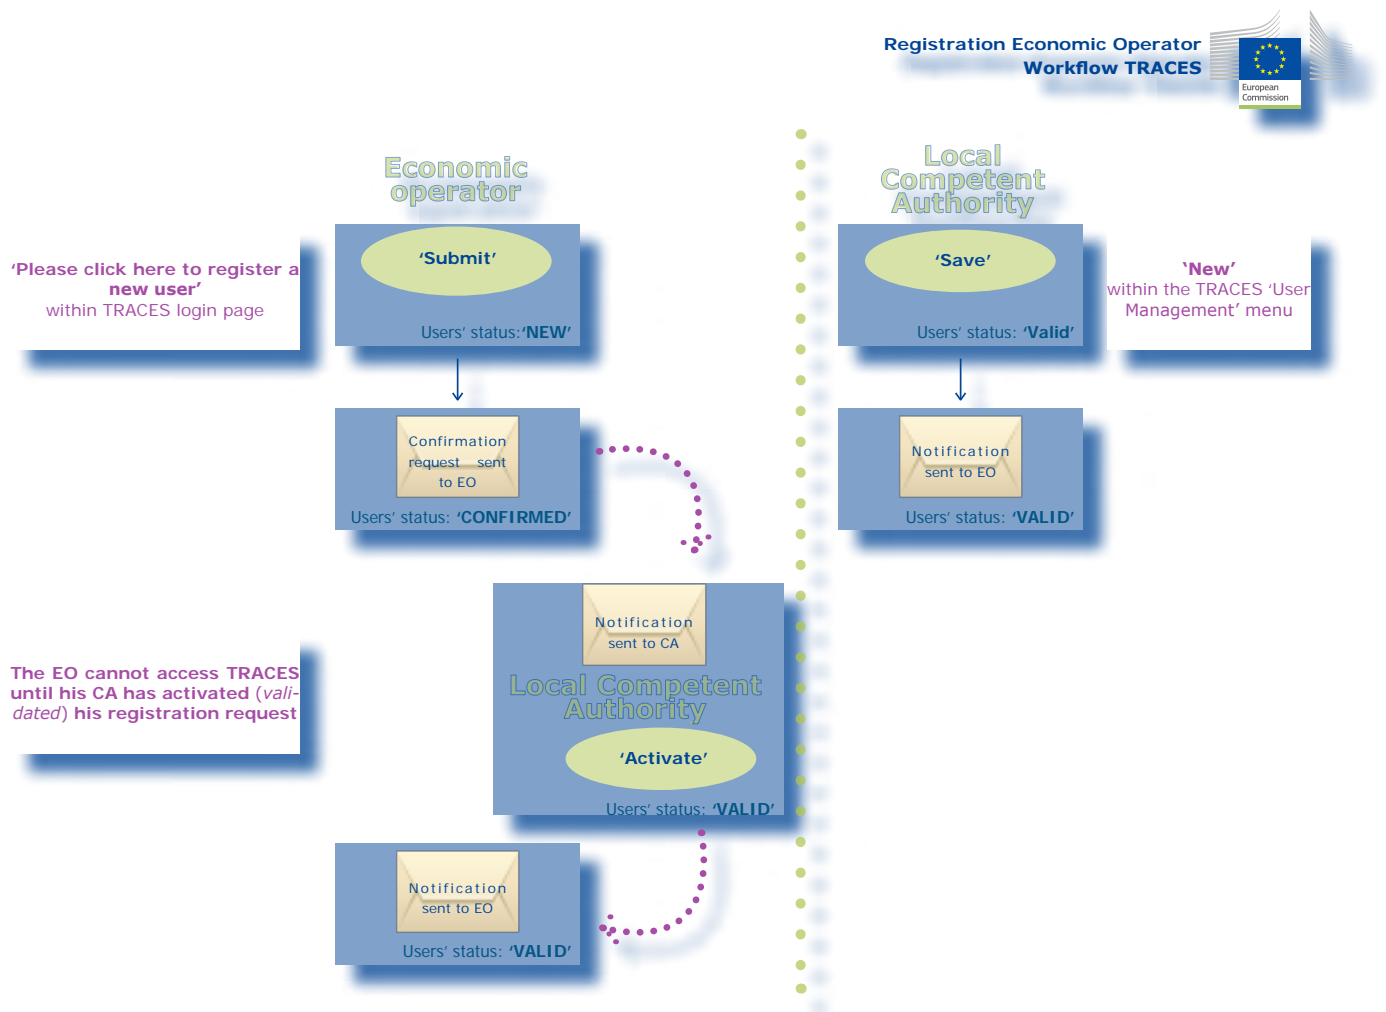 Registration Economic Operator
Workflow TRACES
European
Commission
Economic
operator
‘Please click here to register a
new user’
within TRACES login page
‘Submit’
Users’ status:‘NEW’
Confirmation
request sent
to EO
Users’ status: ‘CONFIRMED’
Notification
sent to CA
Local Competent
Authority
‘Activate’
Users’ status: ‘VALID’
The EO cannot access TRACES
until his CA has activated (vali-
dated) his registration request
Notification
sent to EO
Users’ status: ‘VALID’
Local
Competent
Authority
‘Save’
Users’ status: ‘Valid’
‘New’
within the TRACES ‘User
Management’ menu
Notification
sent to EO
Users’ status: ‘VALID’